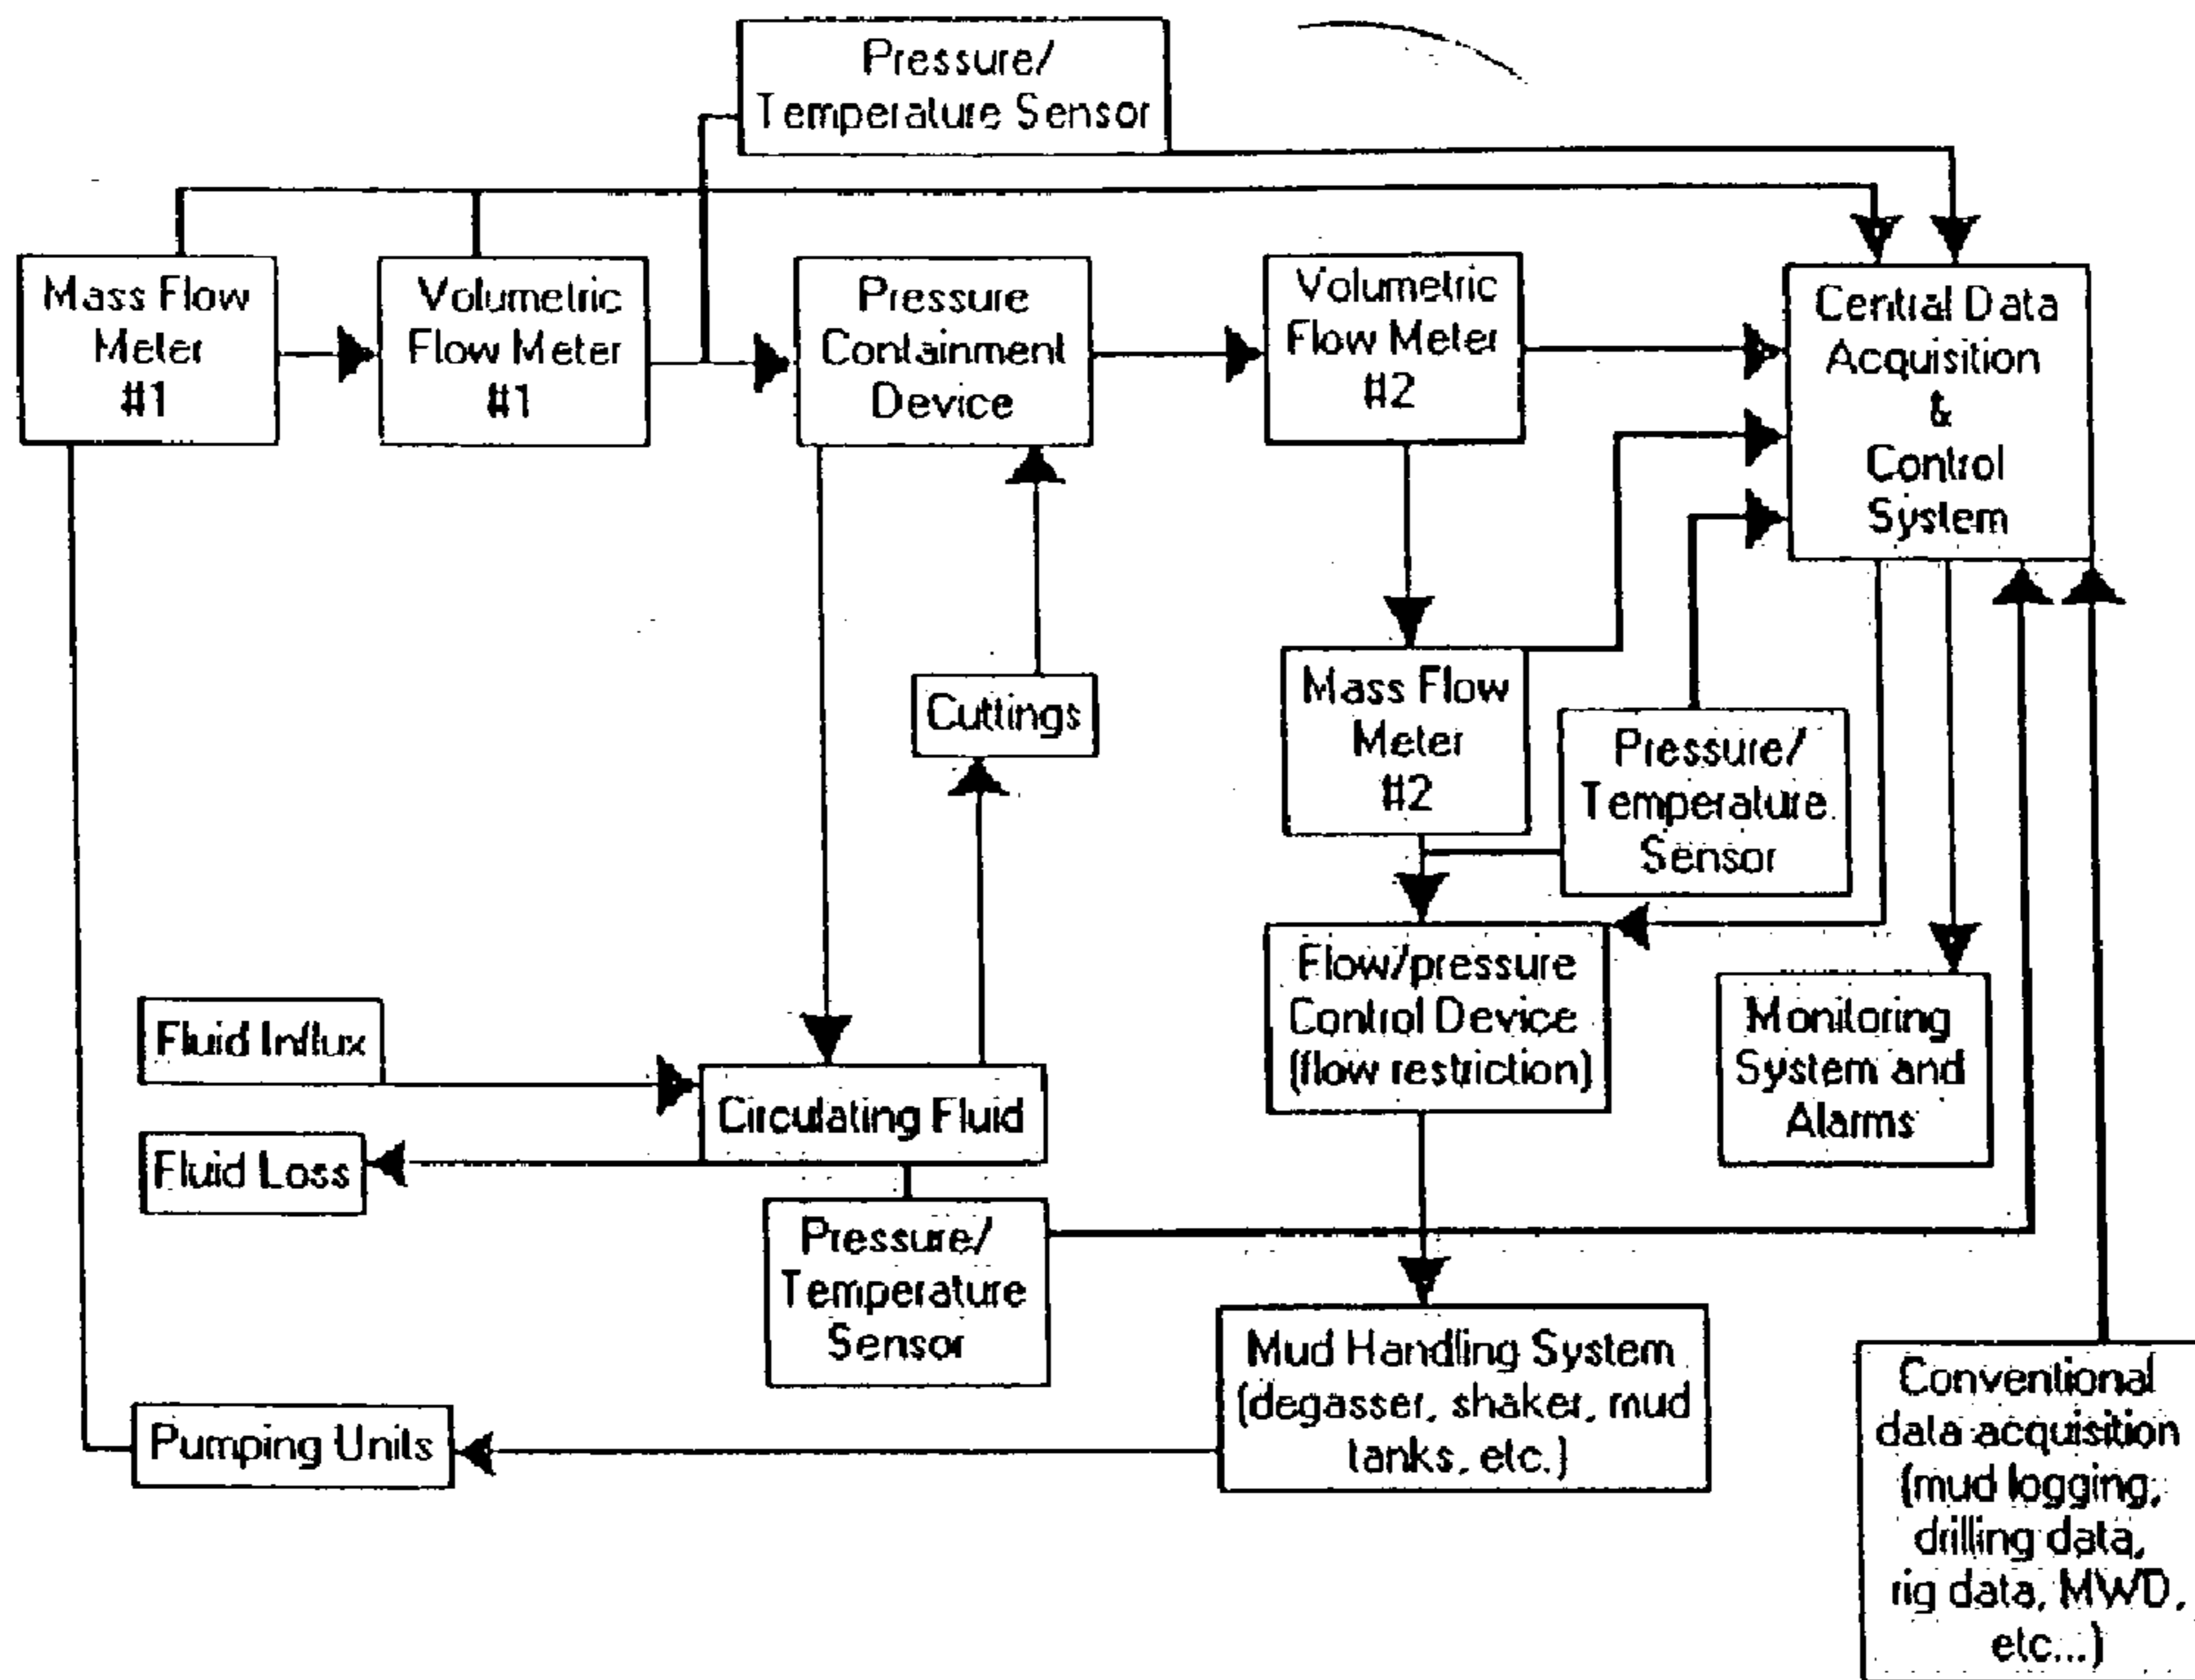 Pressure/
Temperature Sensor
Mass Flow
Meter
#1
Volumetric
Flow Meter
#1
Pressure
Containment
Device
Volumetric
Flow Meter
#2
Central Data
Acquisition
&
Control
System
Cuttings
Mass Flow
Meter
#2
Pressure/
Temperature
Sensor
Flow/pressure
Control Device
(flow restriction)
Monitoring
System and
Alarms
Fluid Influx
Circulating Fluid
Fluid Loss
Pressure/
Temperature
Sensor
Mud Handling System
(degasser, shaker, mud
tanks, etc.)
Pumping Units
Conventional
data acquisition
(mud logging,
drilling data,
rig data, MWD,
etc...)